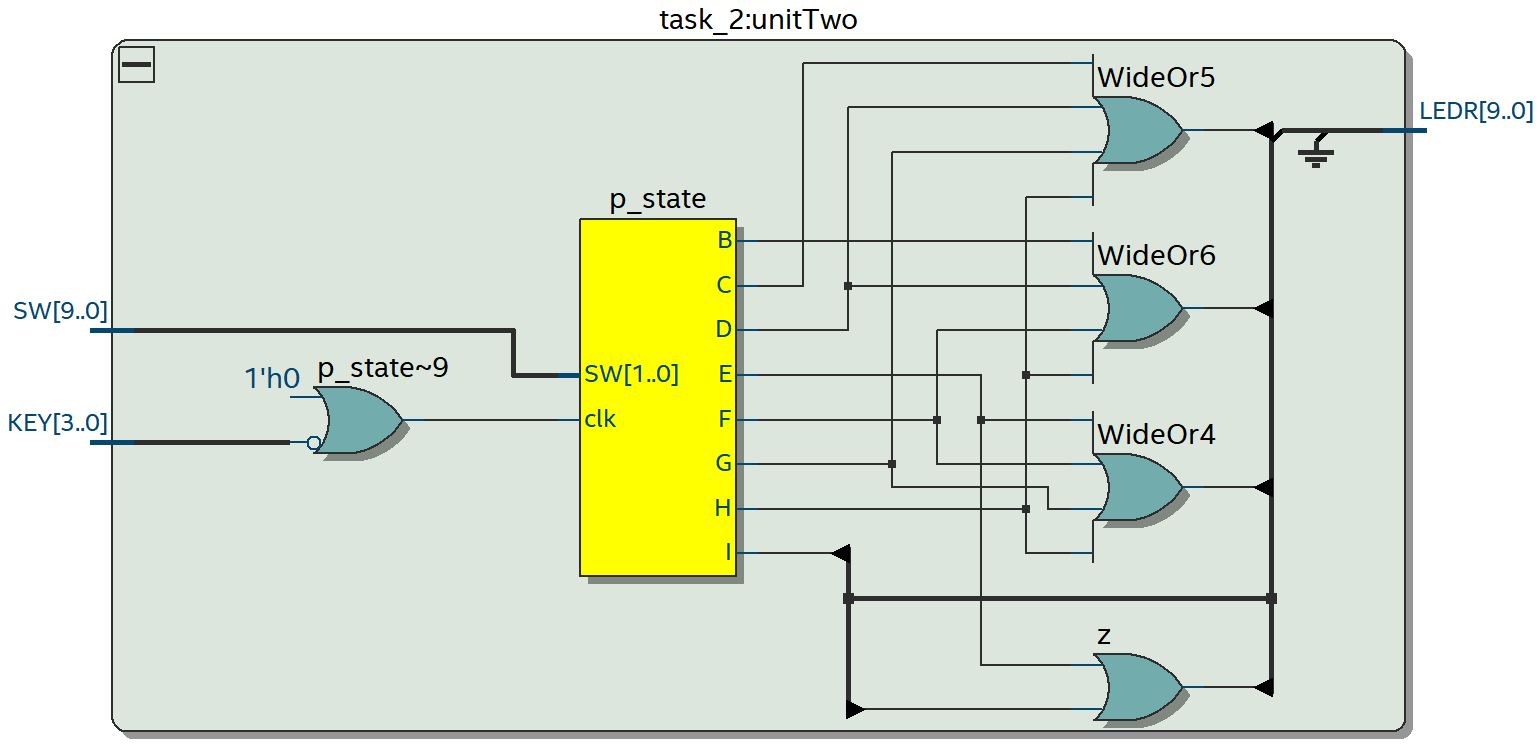 task_2:unitTwo
WideOr5
LEDR[9..0]
p_state
B
WideOr6
C
SW[9..0]
D
p_state~9
1'h0
SW[1..0]
E
KEY[3..0]
clk
F
WideOr4
G
H
I
z